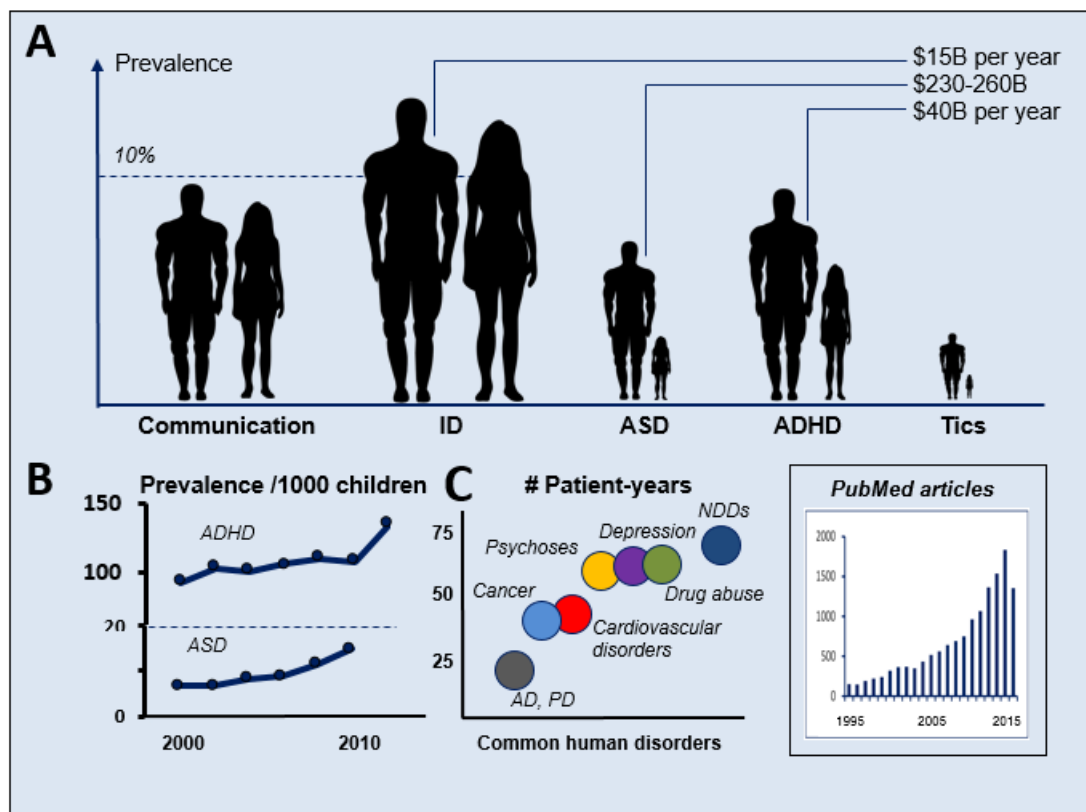 A
Prevalence
$15B per year
$230-260B
$40B per year
10%
Communication
ID
ASD
ADHD
Tics
B
Prevalence /1000 children
150
ADHD
100
20
ASD
0
2000
2010
C
# Patient-years
75
NDDs
Depression
Psychoses
50
Cancer
Drug abuse
Cardiovascular
disorders
25
AD, PD
Common human disorders
PubMed articles
2000
1500
1000
500
0
1995
2005
2015